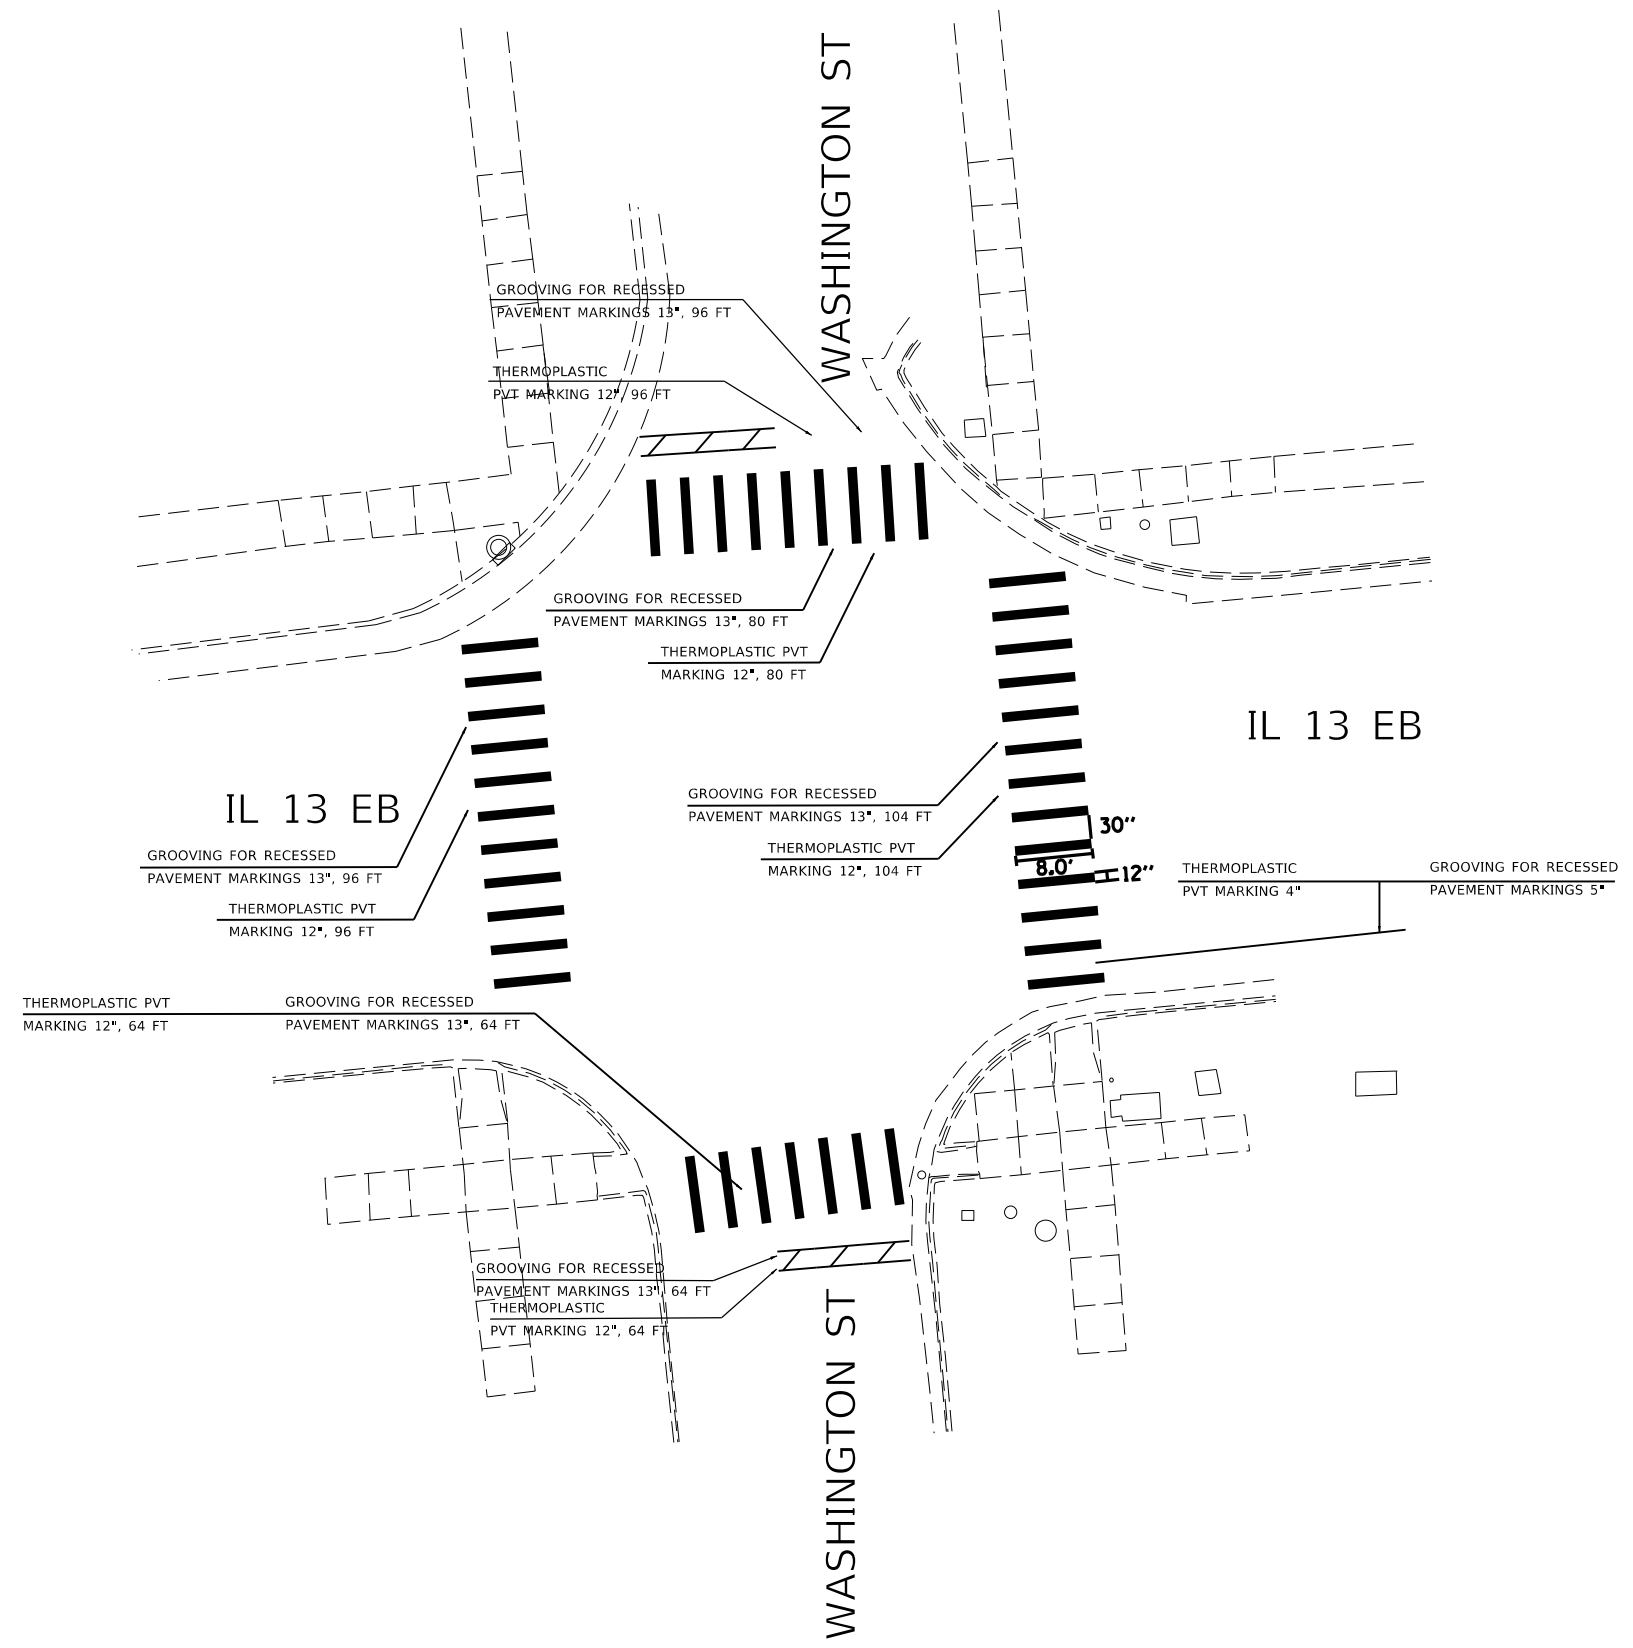 WASHINGTON ST
GROOVING FOR RECESSED
PAVEMENT MARKINGS 13", 96 FT
THERMOPLASTIC
PVT MARKING 12", 96 FT
GROOVING FOR RECESSED
PAVEMENT MARKINGS 13", 80 FT
THERMOPLASTIC PVT
MARKING 12", 80 FT
IL 13 EB
IL 13 EB
GROOVING FOR RECESSED
PAVEMENT MARKINGS 13", 104 FT
THERMOPLASTIC PVT
MARKING 12", 104 FT
30''
8.0'
12''
GROOVING FOR RECESSED
PAVEMENT MARKINGS 13", 96 FT
THERMOPLASTIC PVT
MARKING 12", 96 FT
THERMOPLASTIC
PVT MARKING 4"
GROOVING FOR RECESSED
PAVEMENT MARKINGS 5"
THERMOPLASTIC PVT
MARKING 12", 64 FT
GROOVING FOR RECESSED
PAVEMENT MARKINGS 13", 64 FT
GROOVING FOR RECESSED
PAVEMENT MARKINGS 13", 64 FT
THERMOPLASTIC
PVT MARKING 12", 64 FT
WASHINGTON ST